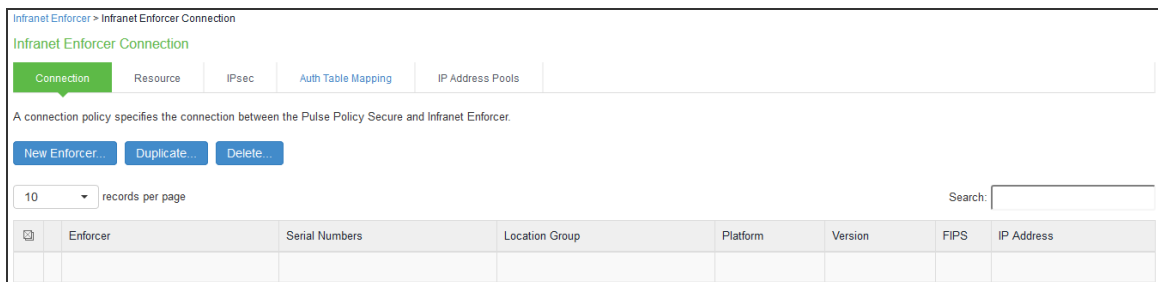 Infranet Enforcer > Infranet Enforcer Connection
Infranet Enforcer Connection
Connection Resource IPsec Auth Table Mapping IP Address Pools
A connection policy specifies the connection between the Pulse Policy Secure and Infranet Enforcer.
New Enforcer... Duplicate... Delete...
10 records per page Search:
Enforcer Serial Numbers Location Group Platform Version FIPS IP Address